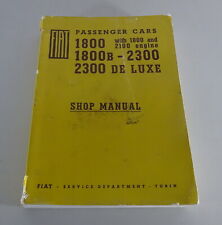 FIAT
PASSENGER CARS
1800 with 1800 and 2100 engine
1800B - 2300
2300 DE LUXE
SHOP MANUAL
FIAT - SERVICE DEPARTMENT - TURIN